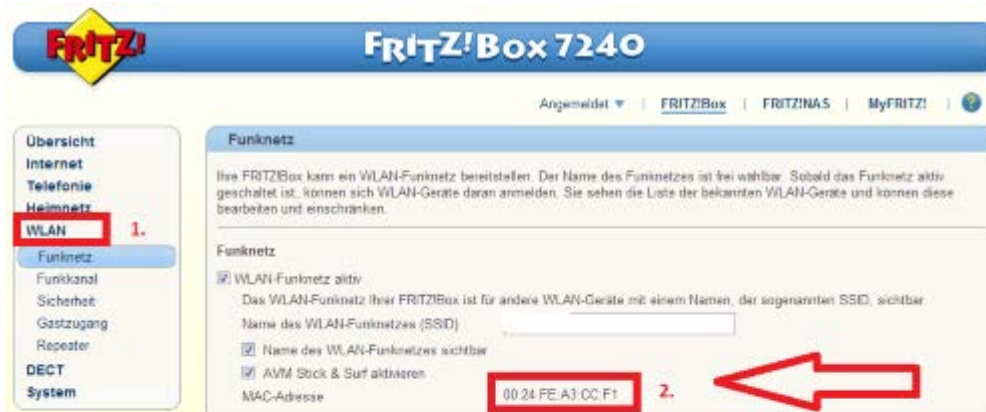 FRITZ!
FRITZ!Box 7240
Angemeldet | FRITZ!Box | FRITZ!NAS | MyFRITZ! | ?
Übersicht
Internet
Telefonie
Heimnetz
WLAN
1.
Funknetz
Funkkanal
Sicherheit
Gastzugang
Repeater
DECT
System
Funknetz
Ihre FRITZ!Box kann ein WLAN-Funknetz bereitstellen. Der Name des Funknetzes ist frei wählbar. Sobald das Funknetz aktiv
geschaltet ist, können sich WLAN-Geräte daran anmelden. Sie sehen die Liste der bekannten WLAN-Geräte und können diese
bearbeiten und einschränken.
Funknetz
WLAN-Funknetz aktiv
Das WLAN-Funknetz Ihrer FRITZ!Box ist für andere WLAN-Geräte mit einem Namen, der sogenannten SSID, sichtbar.
Name des WLAN-Funknetzes (SSID)
Name des WLAN-Funknetzes sichtbar
AVM Stick & Surf aktivieren
MAC-Adresse 00:24:FE:A3:CC:F1 2.